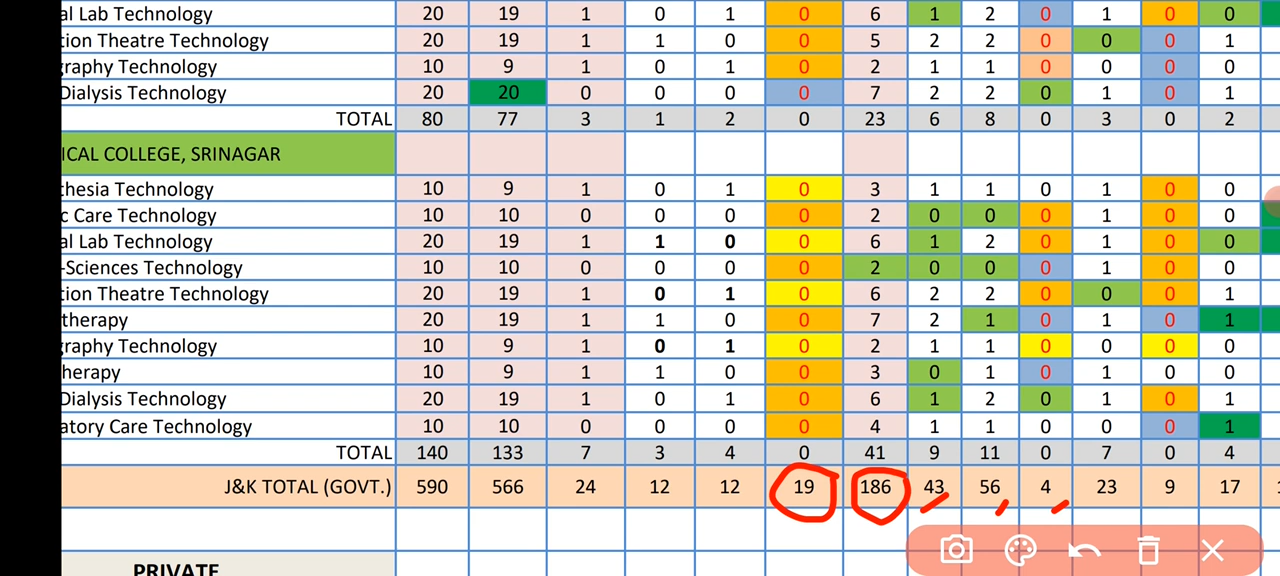 al Lab Technology 20 19 1 0 1 0 6 1 2 0 1 0 0
tion Theatre Technology 20 19 1 1 0 0 5 2 2 0 0 0 1
graphy Technology 10 9 1 0 1 0 2 1 1 0 0 0 0
Dialysis Technology 20 20 0 0 0 0 7 2 2 0 1 0 1
TOTAL 80 77 3 1 2 0 23 6 8 0 3 0 2
ICAL COLLEGE, SRINAGAR
thesia Technology 10 9 1 0 1 0 3 1 1 0 1 0 0
c Care Technology 10 10 0 0 0 0 2 0 0 0 1 0 0
al Lab Technology 20 19 1 1 0 0 6 1 2 0 1 0 0
-Sciences Technology 10 10 0 0 0 0 2 0 0 0 1 0 0
tion Theatre Technology 20 19 1 0 1 0 6 2 2 0 0 0 1
therapy 20 19 1 1 0 0 7 2 1 0 1 0 1
graphy Technology 10 9 1 0 1 0 2 1 1 0 0 0 0
herapy 10 9 1 1 0 0 3 0 1 0 1 0 0
Dialysis Technology 20 19 1 0 1 0 6 1 2 0 1 0 1
atory Care Technology 10 10 0 0 0 0 4 1 1 0 0 0 1
TOTAL 140 133 7 3 4 0 41 9 11 0 7 0 4
J&K TOTAL (GOVT.) 590 566 24 12 12 19 186 43 56 4 23 9 17
PRIVATE